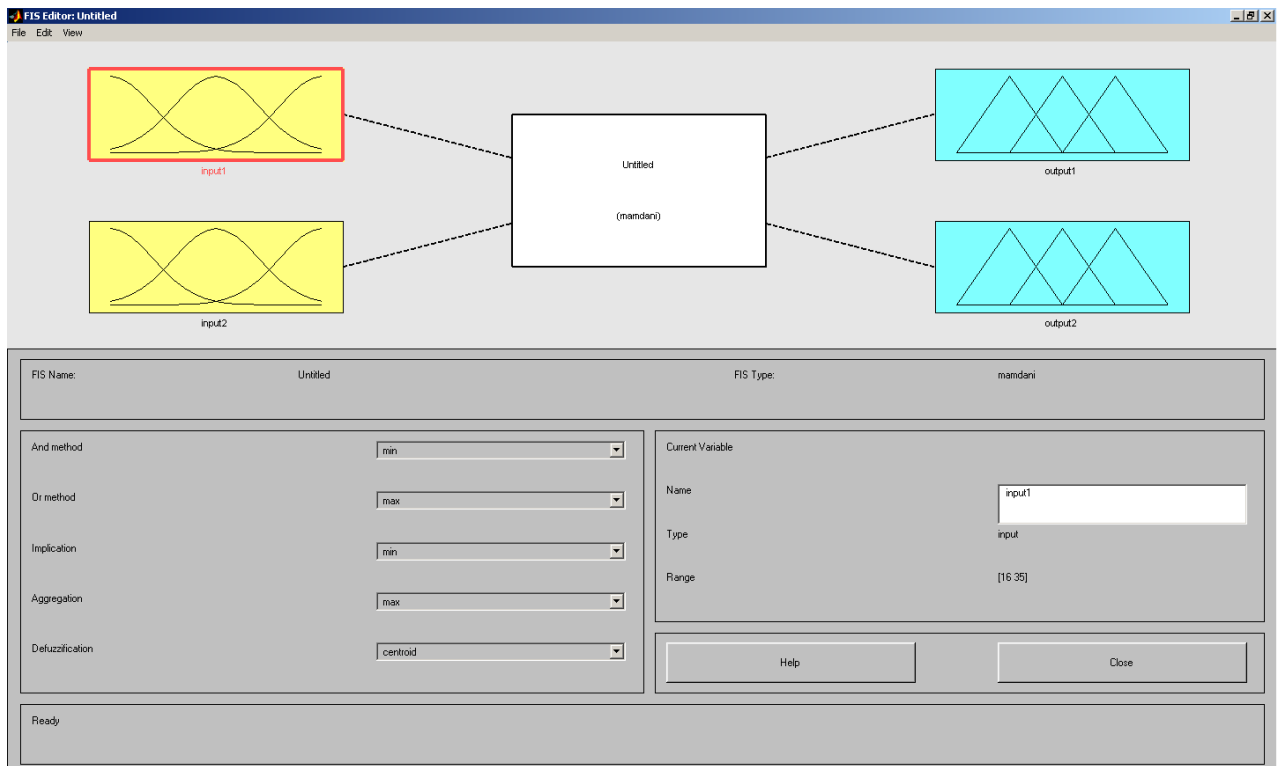 FIS Editor: Untitled
File Edit View
input1
input2
Untitled
(mamdani)
output1
output2
FIS Name: Untitled FIS Type: mamdani
And method min
Or method max
Implication min
Aggregation max
Defuzzification centroid
Current Variable
Name input1
Type input
Range [16 35]
Help Close
Ready